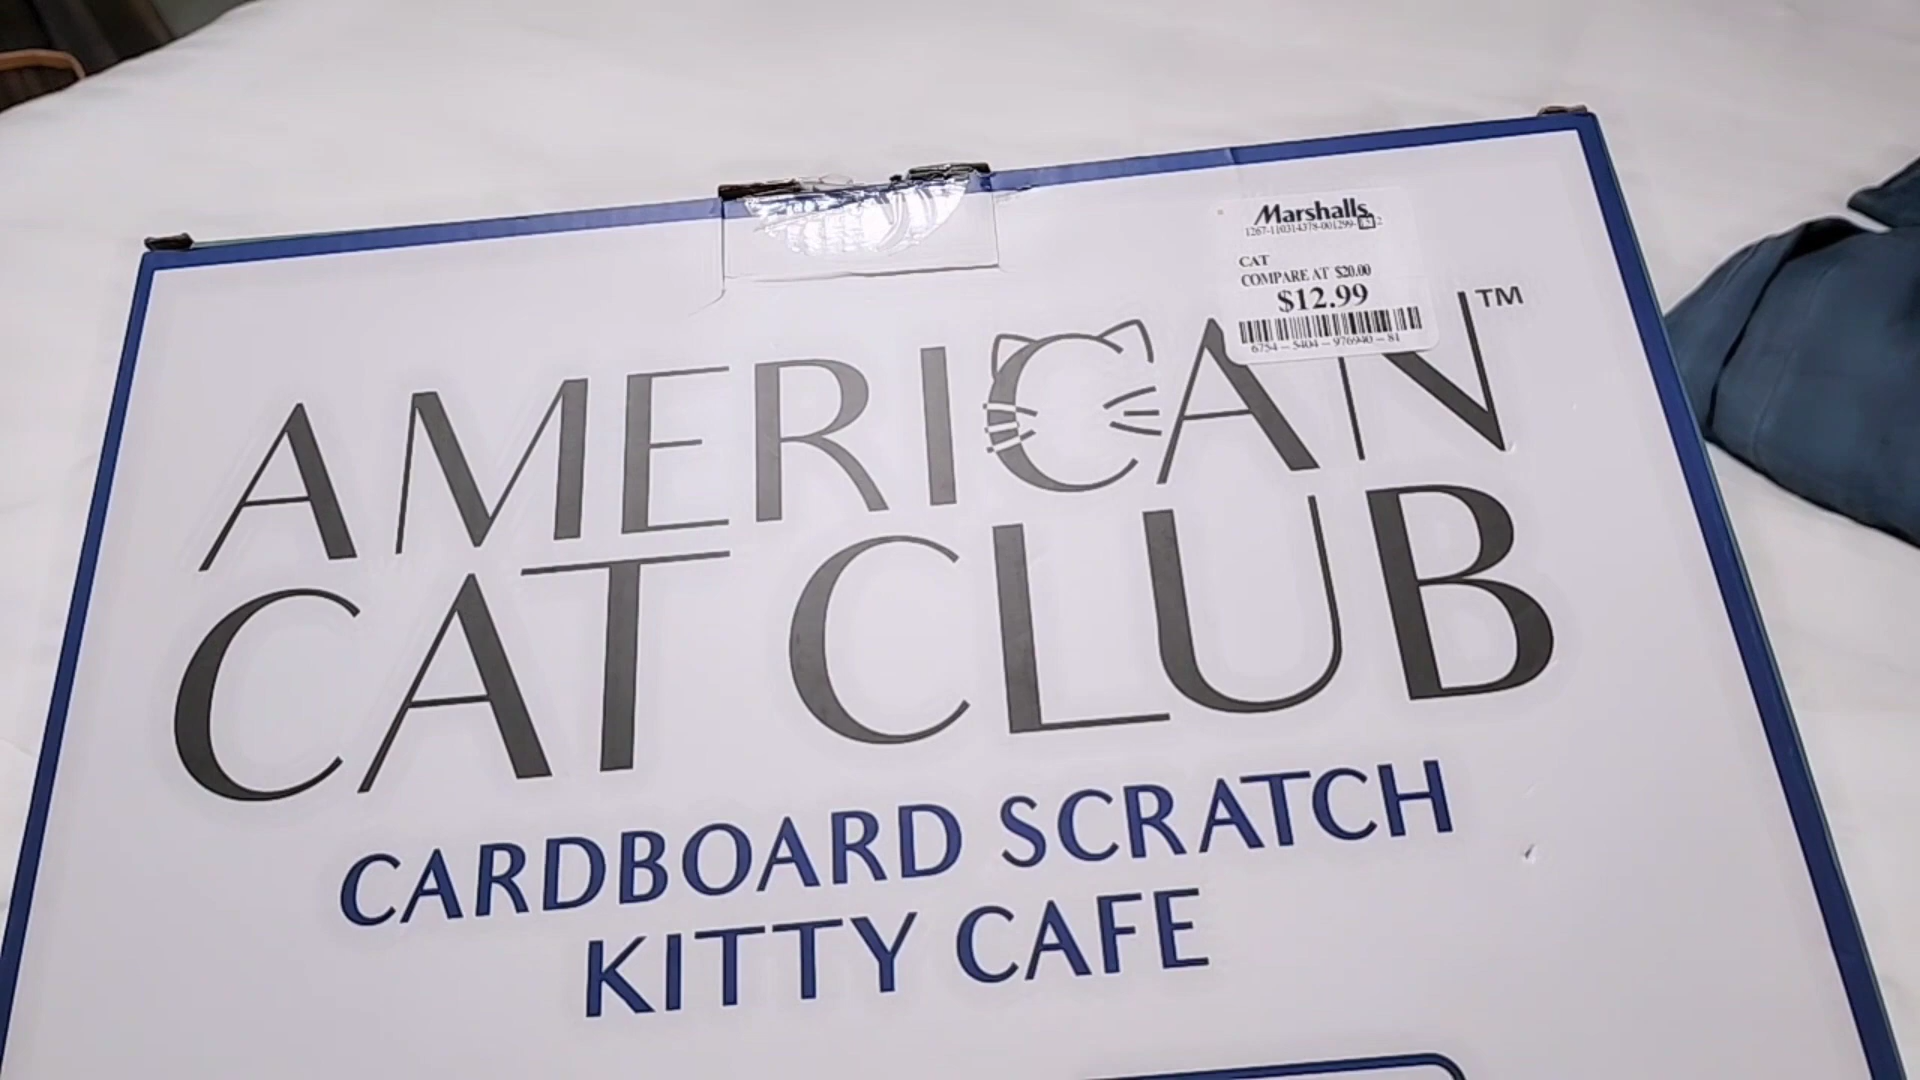 Marshalls
CAT
COMPARE AT $20.00
$12.99
AMERICAN™
CAT CLUB
CARDBOARD SCRATCH
KITTY CAFE